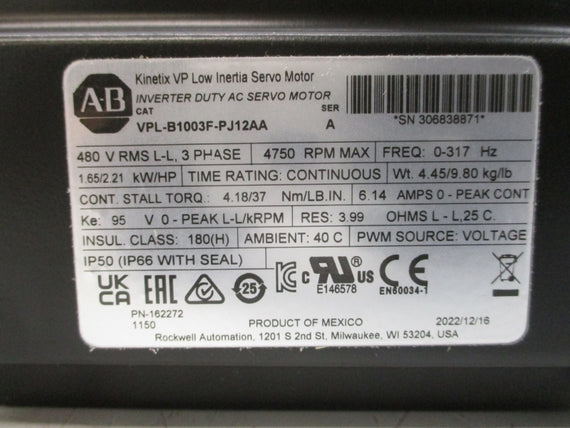 A-B
Kinetix VP Low Inertia Servo Motor
INVERTER DUTY AC SERVO MOTOR
CAT SER
VPL-B1003F-PJ12AA A
*SN 306838871*
480 V RMS L-L, 3 PHASE 4750 RPM MAX FREQ: 0-317 Hz
1.65/2.21 kW/HP TIME RATING: CONTINUOUS Wt. 4.45/9.80 kg/lb
CONT. STALL TORQ.: 4.18/37 Nm/LB.IN. 6.14 AMPS 0 - PEAK CONT
Ke: 95 V 0 - PEAK L-L/kRPM RES: 3.99 OHMS L - L,25 C.
INSUL. CLASS: 180(H) AMBIENT: 40 C PWM SOURCE: VOLTAGE
IP50 (IP66 WITH SEAL)
UK CA EAC 25 KC c RU US CE
E146578 EN60034-1
PN-162272
1150 PRODUCT OF MEXICO 2022/12/16
Rockwell Automation, 1201 S 2nd St, Milwaukee, WI 53204, USA